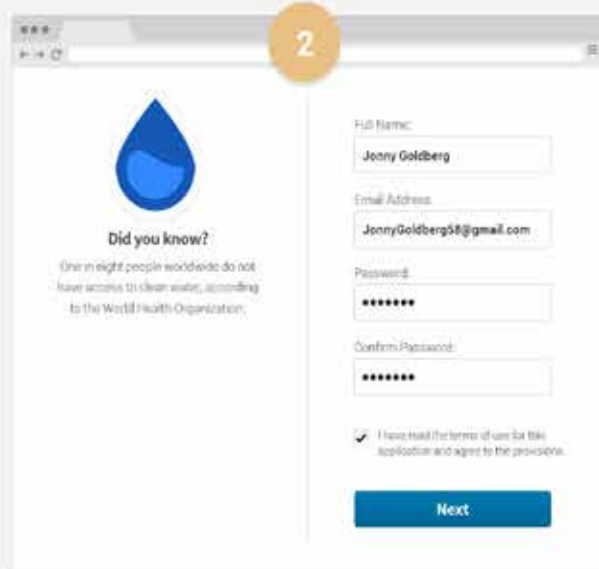 2
Did you know?
One in eight people worldwide do not
have access to clean water, according
to the World Health Organization.
Full Name:
Jonny Goldberg
Email Address:
JonnyGoldberg58@gmail.com
Password:
Confirm Password:
I have read the terms of use for this
application and agree to the provisions.
Next